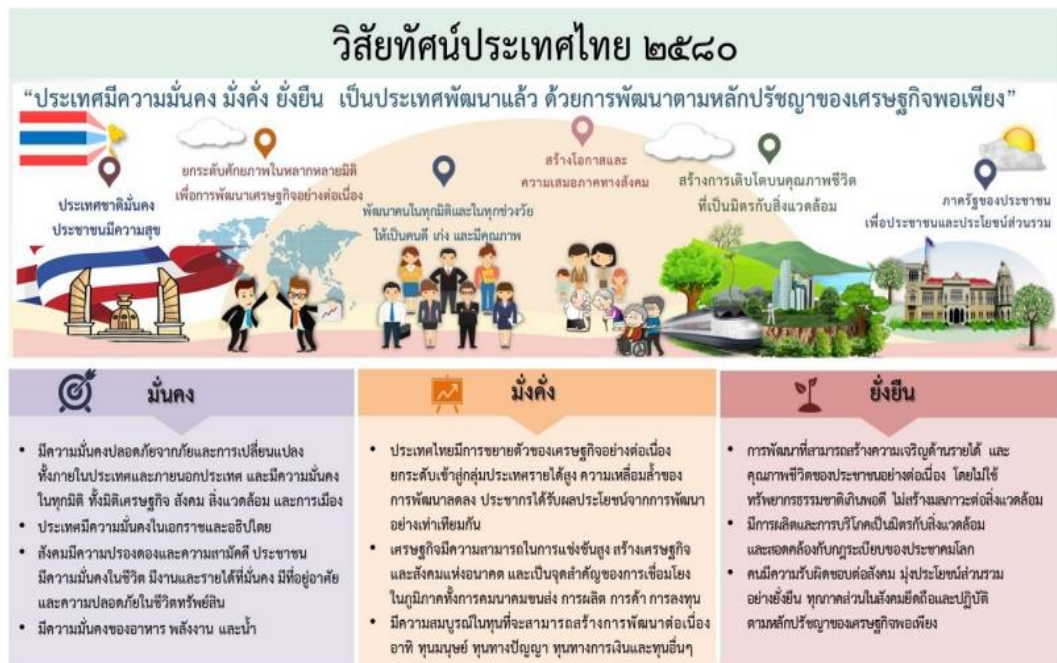 วิสัยทัศน์ประเทศไทย ๒๕๘๐
“ประเทศมีความมั่นคง มั่งคั่ง ยั่งยืน เป็นประเทศพัฒนาแล้ว ด้วยการพัฒนาตามหลักปรัชญาของเศรษฐกิจพอเพียง”
ประเทศชาติมั่นคง
ประชาชนมีความสุข
ยกระดับศักยภาพในหลากหลายมิติ
เพื่อการพัฒนาเศรษฐกิจอย่างต่อเนื่อง
พัฒนาคนในทุกมิติและในทุกช่วงวัย
ให้เป็นคนดี เก่ง และมีคุณภาพ
สร้างโอกาสและ
ความเสมอภาคทางสังคม
สร้างการเติบโตบนคุณภาพชีวิต
ที่เป็นมิตรกับสิ่งแวดล้อม
ภาครัฐของประชาชน
เพื่อประชาชนและประโยชน์ส่วนรวม
มั่นคง
• มีความมั่นคงปลอดภัยจากภัยและการเปลี่ยนแปลง
ทั้งภายในประเทศและภายนอกประเทศ และมีความมั่นคง
ในทุกมิติ ทั้งมิติเศรษฐกิจ สังคม สิ่งแวดล้อม และการเมือง
• ประเทศมีความมั่นคงในเอกราชและอธิปไตย
• สังคมมีความปรองดองและความสามัคคี ประชาชน
มีความมั่นคงในชีวิต มีงานและรายได้ที่มั่นคง มีที่อยู่อาศัย
และความปลอดภัยในชีวิตทรัพย์สิน
• มีความมั่นคงของอาหาร พลังงาน และน้ำ
มั่งคั่ง
• ประเทศไทยมีการขยายตัวของเศรษฐกิจอย่างต่อเนื่อง
ยกระดับเข้าสู่กลุ่มประเทศรายได้สูง ความเหลื่อมล้ำของ
การพัฒนาลดลง ประชากรได้รับผลประโยชน์จากการพัฒนา
อย่างเท่าเทียมกัน
• เศรษฐกิจมีความสามารถในการแข่งขันสูง สร้างเศรษฐกิจ
และสังคมแห่งอนาคต และเป็นจุดสำคัญของการเชื่อมโยง
ในภูมิภาคทั้งการคมนาคมขนส่ง การผลิต การค้า การลงทุน
• มีความสมบูรณ์ในทุนที่จะสามารถสร้างการพัฒนาต่อเนื่อง
อาทิ ทุนมนุษย์ ทุนทางปัญญา ทุนทางการเงินและทุนอื่นๆ
ยั่งยืน
• การพัฒนาที่สามารถสร้างความเจริญด้านรายได้ และ
คุณภาพชีวิตของประชาชนอย่างต่อเนื่อง โดยไม่ใช้
ทรัพยากรธรรมชาติเกินพอดี ไม่สร้างมลภาวะต่อสิ่งแวดล้อม
• มีการผลิตและการบริโภคเป็นมิตรกับสิ่งแวดล้อม
และสอดคล้องกับกฎระเบียบของประชาคมโลก
• คนมีความรับผิดชอบต่อสังคม มุ่งประโยชน์ส่วนรวม
อย่างยั่งยืน ทุกภาคส่วนในสังคมยึดถือและปฏิบัติ
ตามหลักปรัชญาของเศรษฐกิจพอเพียง